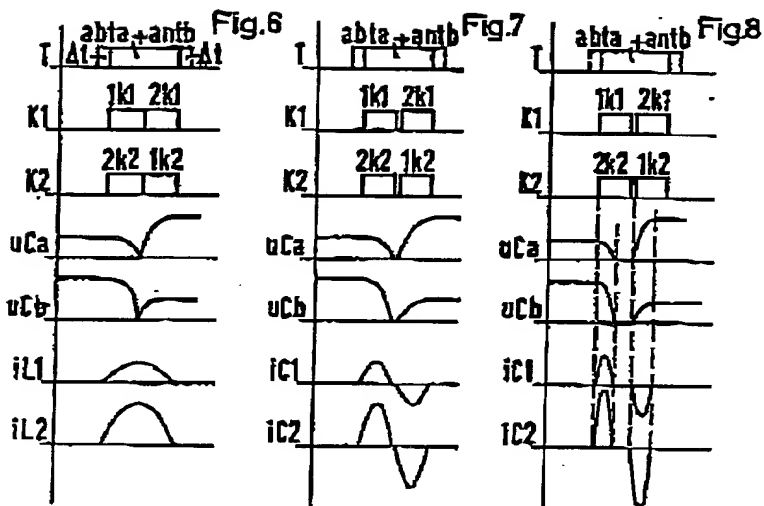 Fig.6
abta+antb
T Δt Δt
1k1 2k1
K1
2k2 1k2
K2
uCa
uCb
iL1
iL2
Fig.7
abta+antb
T
1k1 2k1
K1
2k2 1k2
K2
uCa
uCb
iC1
iC2
Fig.8
abta+antb
T
1k1 2k1
K1
2k2 1k2
K2
uCa
uCb
iC1
iC2